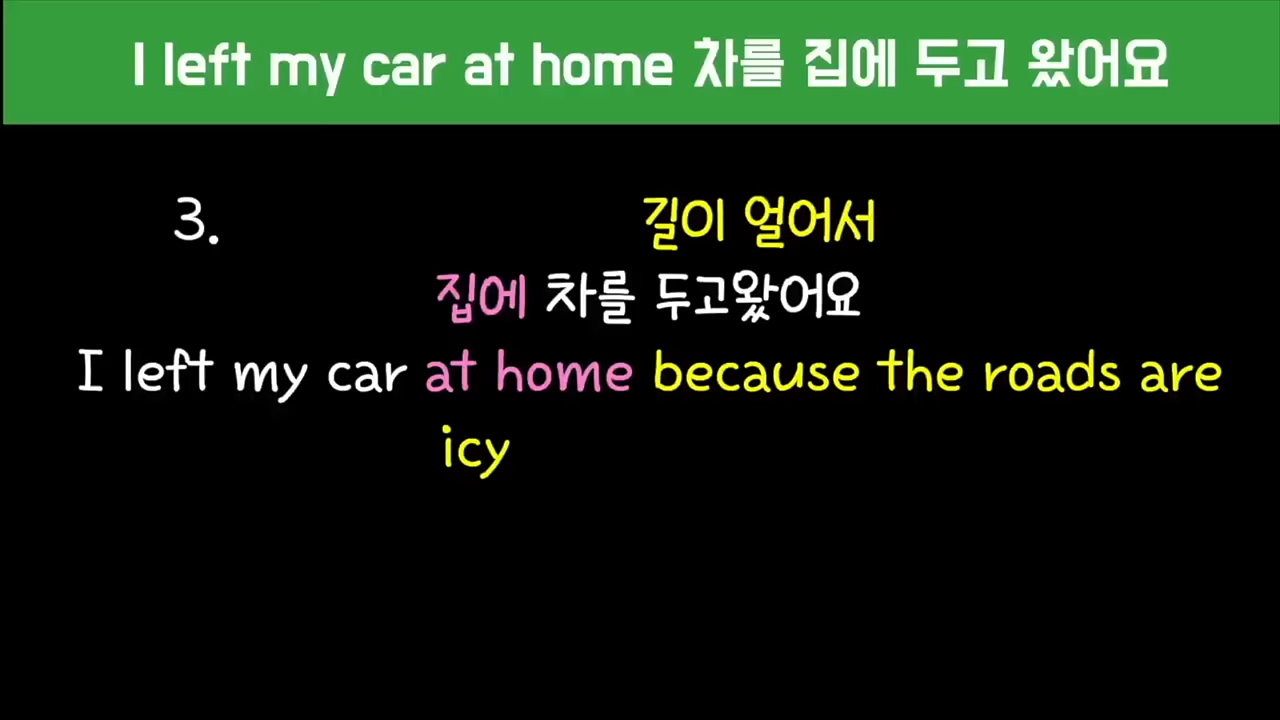 I left my car at home 차를 집에 두고 왔어요
3. 길이 얼어서
집에 차를 두고왔어요
I left my car at home because the roads are
icy